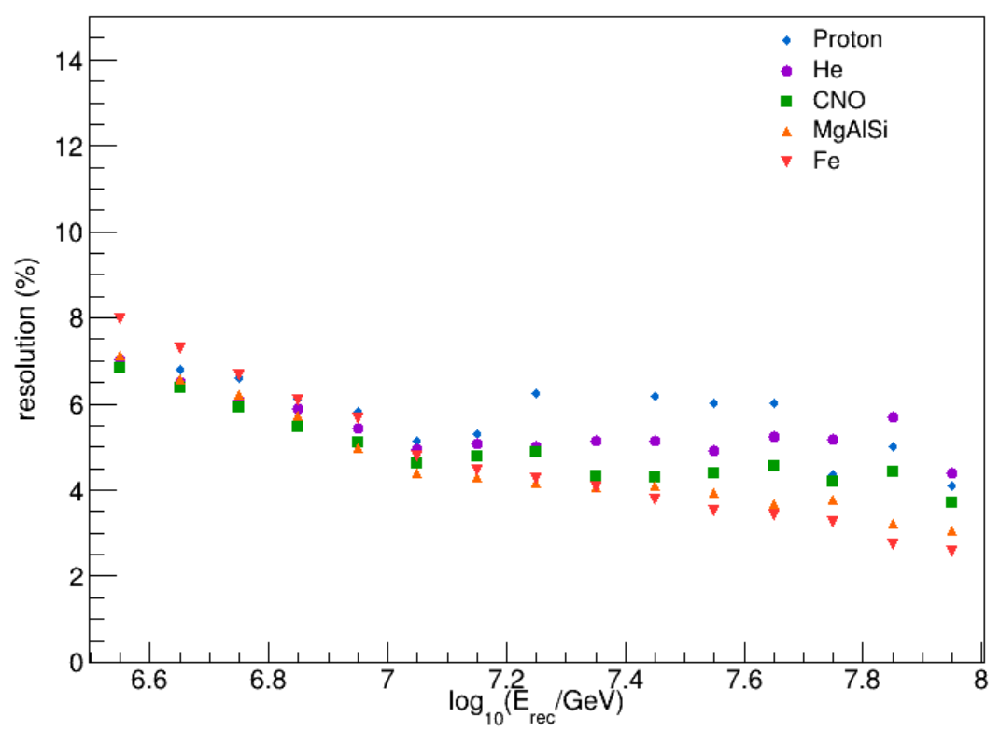 Proton
He
CNO
MgAlSi
Fe
14
12
10
8
6
4
2
0
resolution (%)
6.6 6.8 7 7.2 7.4 7.6 7.8 8
log10(Erec/GeV)